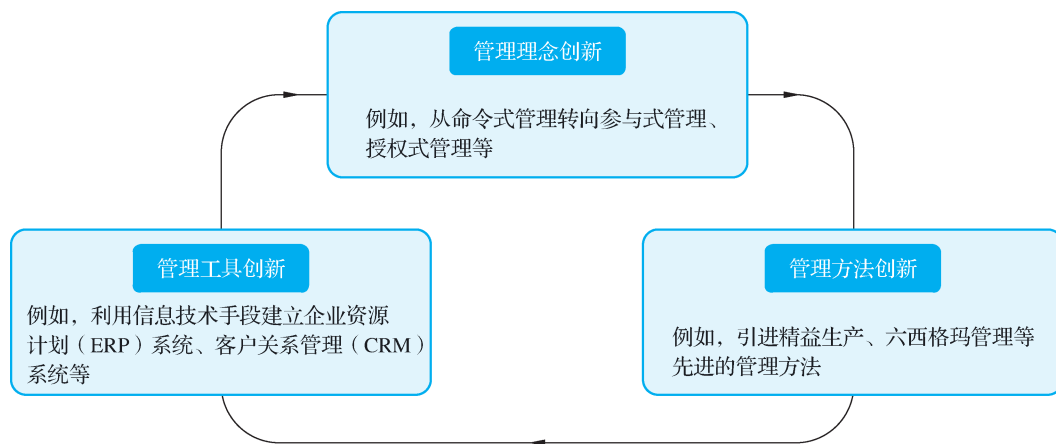 管理理念创新
例如，从命令式管理转向参与式管理、
授权式管理等
管理工具创新
例如，利用信息技术手段建立企业资源
计划（ERP）系统、客户关系管理（CRM）
系统等
管理方法创新
例如，引进精益生产、六西格玛管理等
先进的管理方法